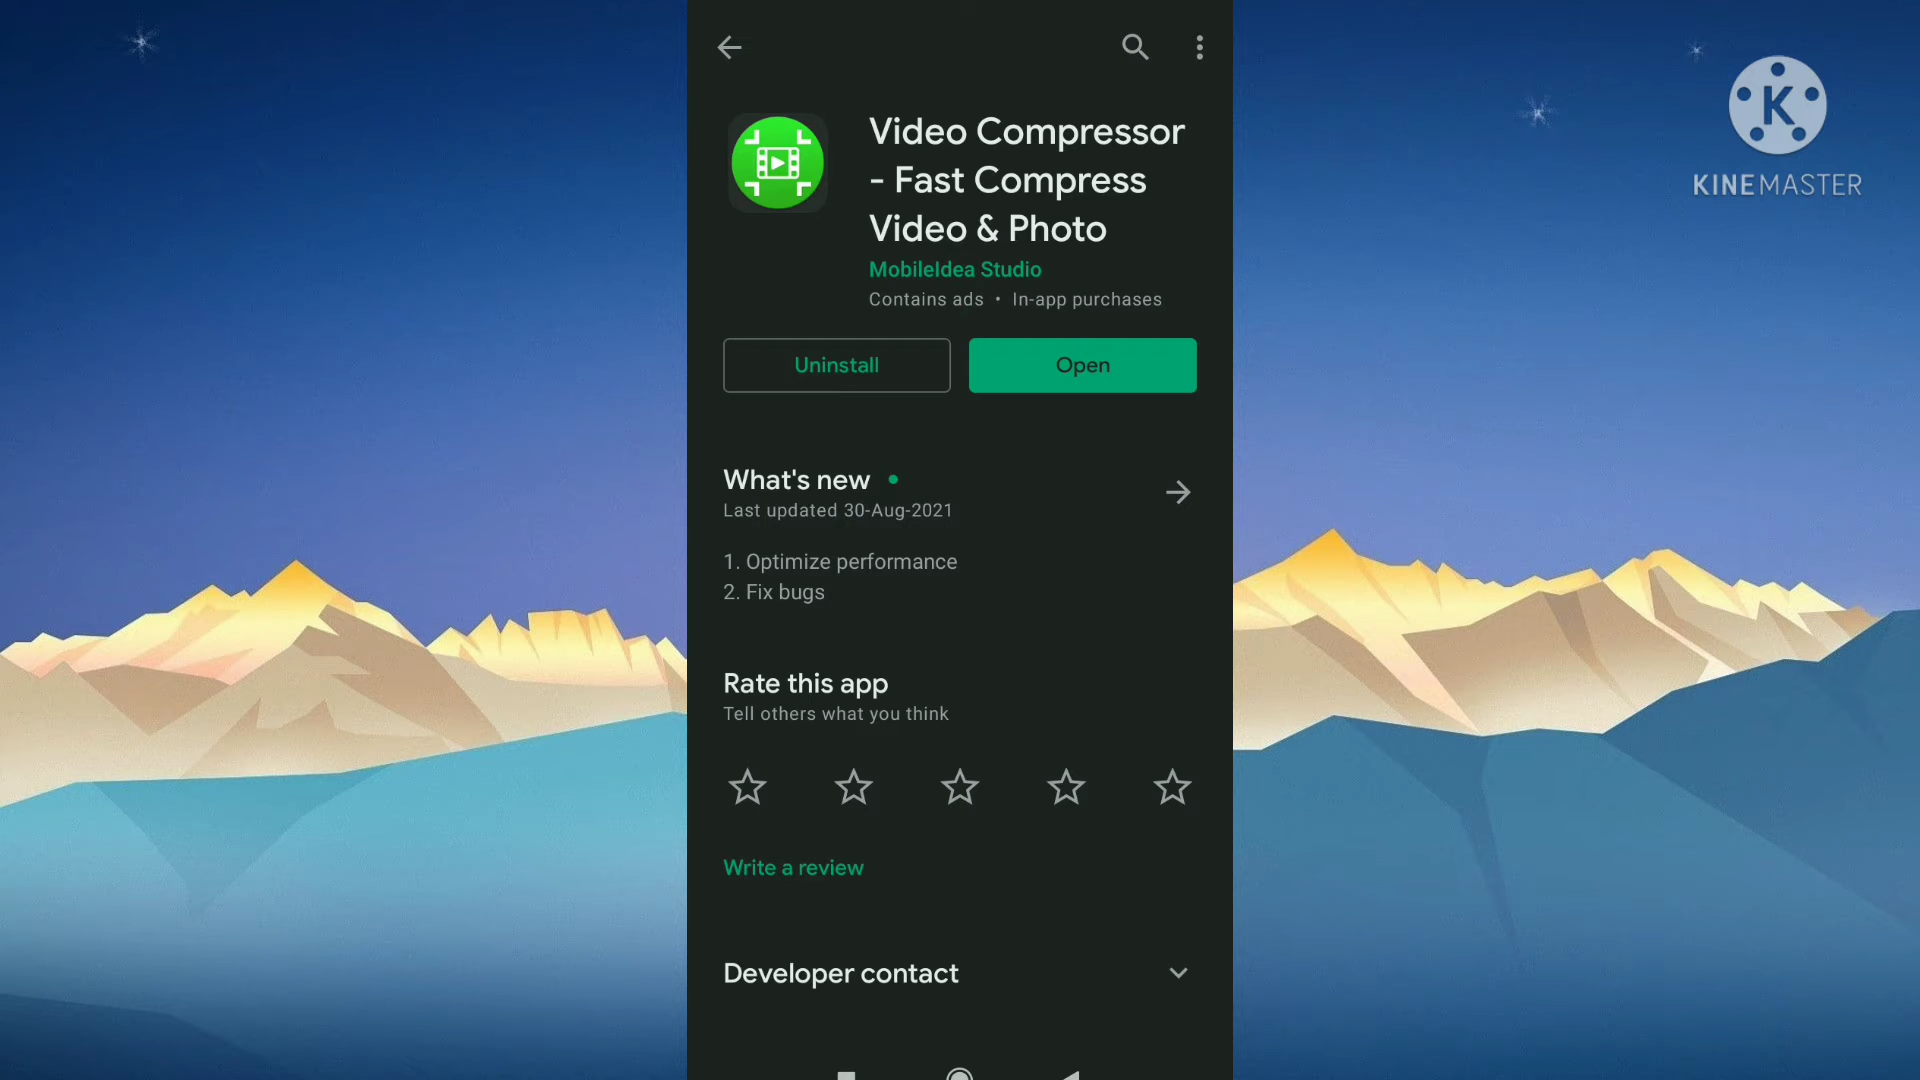 Video Compressor
- Fast Compress
Video & Photo
MobileIdea Studio
Contains ads • In-app purchases
Uninstall
Open
What's new
Last updated 30-Aug-2021
1. Optimize performance
2. Fix bugs
Rate this app
Tell others what you think
Write a review
Developer contact
K
KINEMASTER